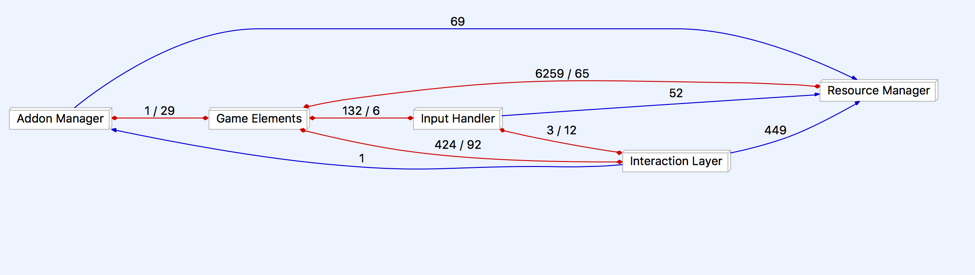 69
6259 / 65
Resource Manager
52
1 / 29
132 / 6
Addon Manager
Game Elements
Input Handler
3 / 12
449
424 / 92
1
Interaction Layer